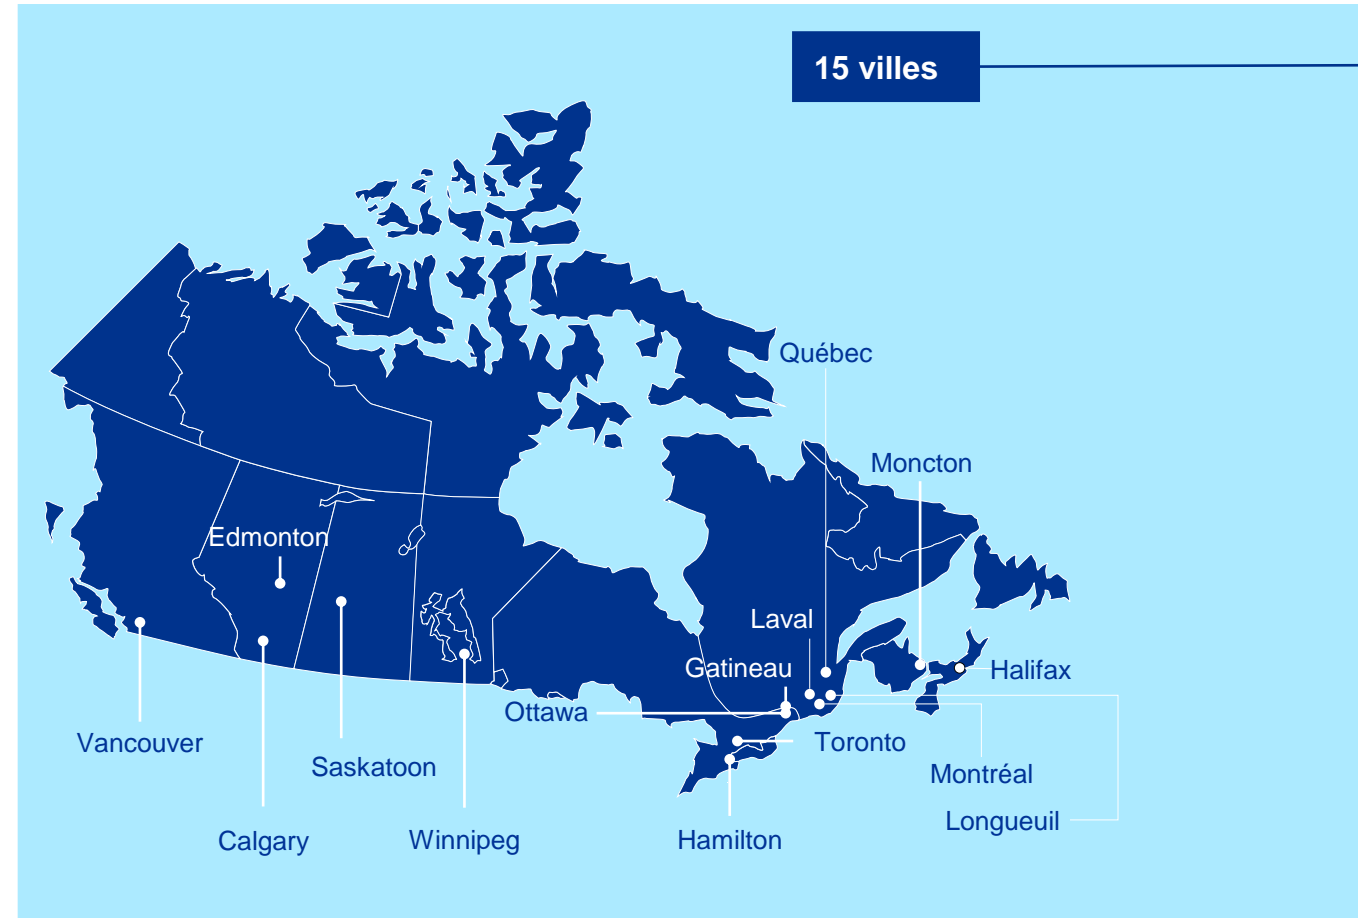 15 villes
Québec
Moncton
Edmonton
Laval
Gatineau
Halifax
Ottawa
Vancouver
Toronto
Saskatoon
Montréal
Longueuil
Calgary
Winnipeg
Hamilton